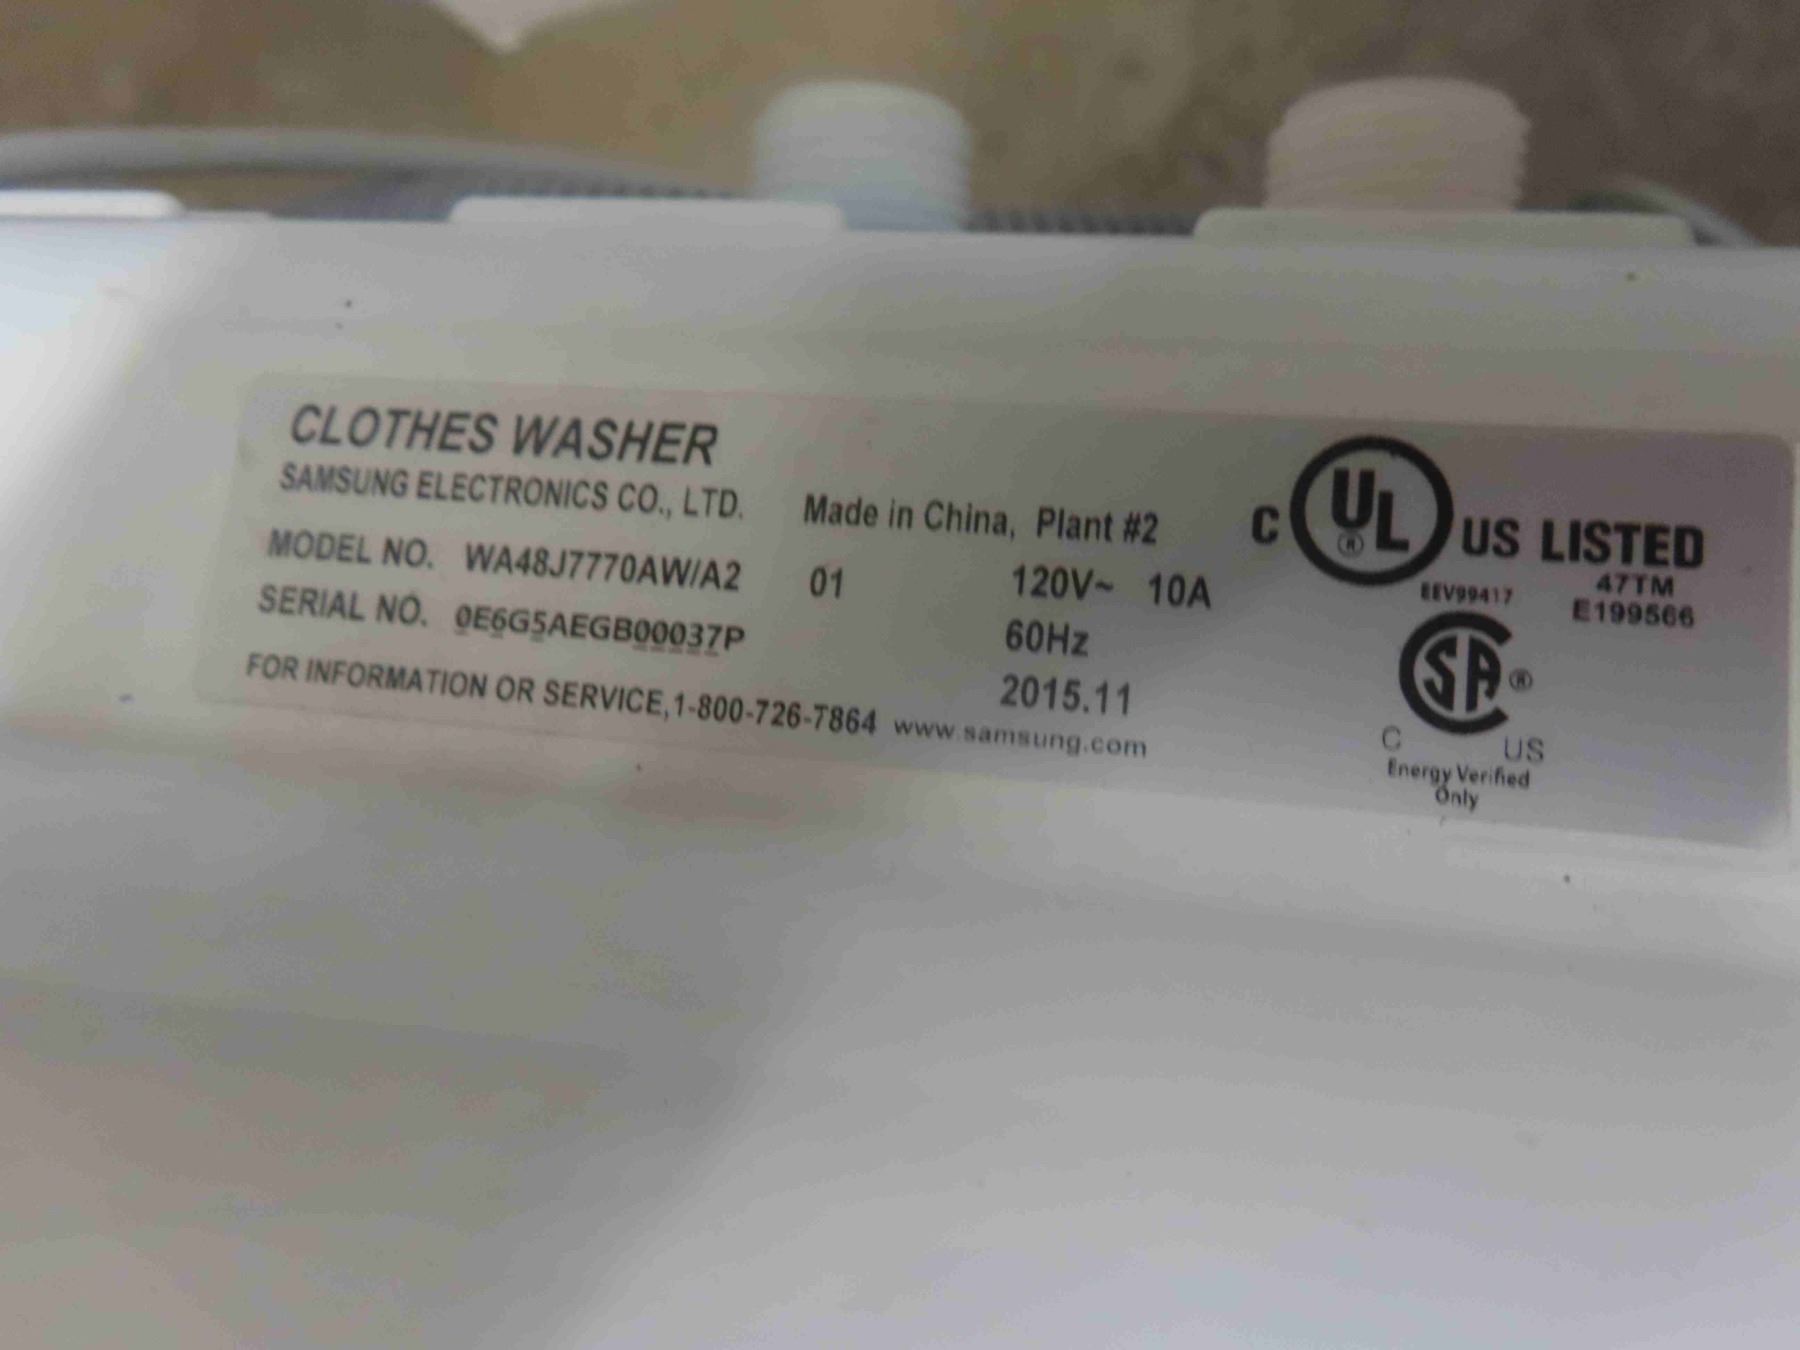 CLOTHES WASHER
SAMSUNG ELECTRONICS CO., LTD. Made in China, Plant #2
MODEL NO. WA48J7770AW/A2 01 120V~ 10A
SERIAL NO. 0E6G5AEGB00037P 60Hz
2015.11
FOR INFORMATION OR SERVICE,1-800-726-7864 www.samsung.com
C UL ® US LISTED
EEV99417 47TM
E199566
SA ®
C US
Energy Verified
Only